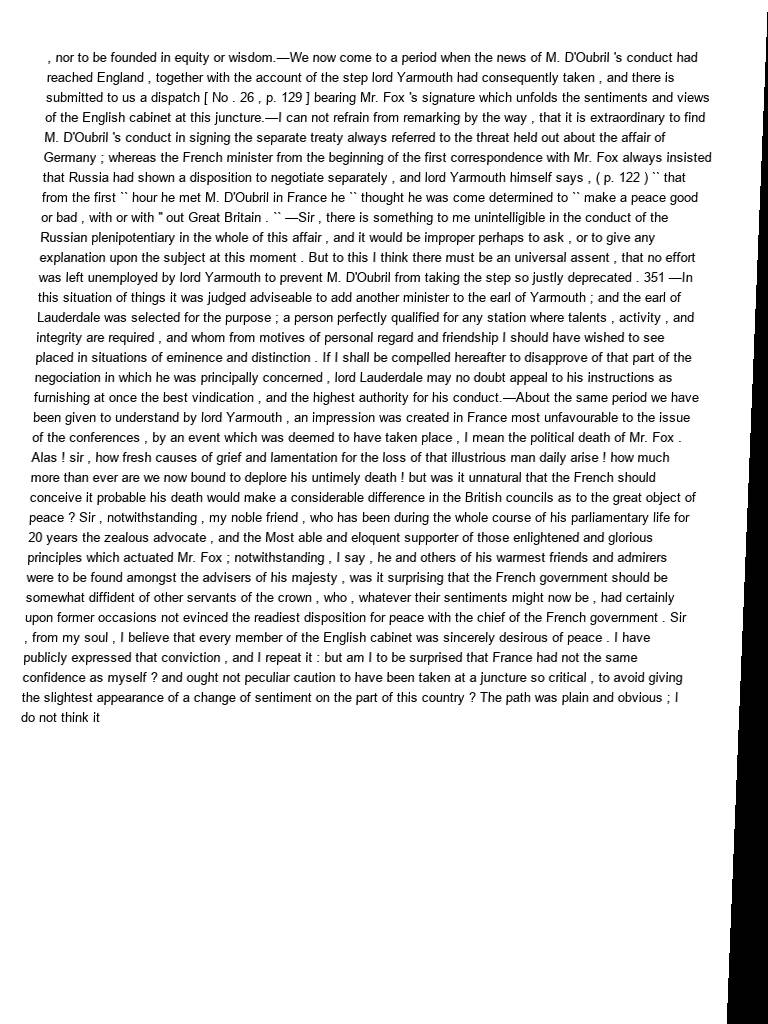 , nor to be founded in equity or wisdom.—We now come to a period when the news of M. D'Oubril 's conduct had
reached England , together with the account of the step lord Yarmouth had consequently taken , and there is
submitted to us a dispatch [ No . 26 , p. 129 ] bearing Mr. Fox 's signature which unfolds the sentiments and views
of the English cabinet at this juncture.—I can not refrain from remarking by the way , that it is extraordinary to find
M. D'Oubril 's conduct in signing the separate treaty always referred to the threat held out about the affair of
Germany ; whereas the French minister from the beginning of the first correspondence with Mr. Fox always insisted
that Russia had shown a disposition to negotiate separately , and lord Yarmouth himself says , ( p. 122 ) `` that
from the first `` hour he met M. D'Oubril in France he `` thought he was come determined to `` make a peace good
or bad , with or with '' out Great Britain . `` —Sir , there is something to me unintelligible in the conduct of the
Russian plenipotentiary in the whole of this affair , and it would be improper perhaps to ask , or to give any
explanation upon the subject at this moment . But to this I think there must be an universal assent , that no effort
was left unemployed by lord Yarmouth to prevent M. D'Oubril from taking the step so justly deprecated . 351 —In
this situation of things it was judged adviseable to add another minister to the earl of Yarmouth ; and the earl of
Lauderdale was selected for the purpose ; a person perfectly qualified for any station where talents , activity , and
integrity are required , and whom from motives of personal regard and friendship I should have wished to see
placed in situations of eminence and distinction . If I shall be compelled hereafter to disapprove of that part of the
negociation in which he was principally concerned , lord Lauderdale may no doubt appeal to his instructions as
furnishing at once the best vindication , and the highest authority for his conduct.—About the same period we have
been given to understand by lord Yarmouth , an impression was created in France most unfavourable to the issue
of the conferences , by an event which was deemed to have taken place , I mean the political death of Mr. Fox .
Alas ! sir , how fresh causes of grief and lamentation for the loss of that illustrious man daily arise ! how much
more than ever are we now bound to deplore his untimely death ! but was it unnatural that the French should
conceive it probable his death would make a considerable difference in the British councils as to the great object of
peace ? Sir , notwithstanding , my noble friend , who has been during the whole course of his parliamentary life for
20 years the zealous advocate , and the Most able and eloquent supporter of those enlightened and glorious
principles which actuated Mr. Fox ; notwithstanding , I say , he and others of his warmest friends and admirers
were to be found amongst the advisers of his majesty , was it surprising that the French government should be
somewhat diffident of other servants of the crown , who , whatever their sentiments might now be , had certainly
upon former occasions not evinced the readiest disposition for peace with the chief of the French government . Sir
, from my soul , I believe that every member of the English cabinet was sincerely desirous of peace . I have
publicly expressed that conviction , and I repeat it : but am I to be surprised that France had not the same
confidence as myself ? and ought not peculiar caution to have been taken at a juncture so critical , to avoid giving
the slightest appearance of a change of sentiment on the part of this country ? The path was plain and obvious ; I
do not think it